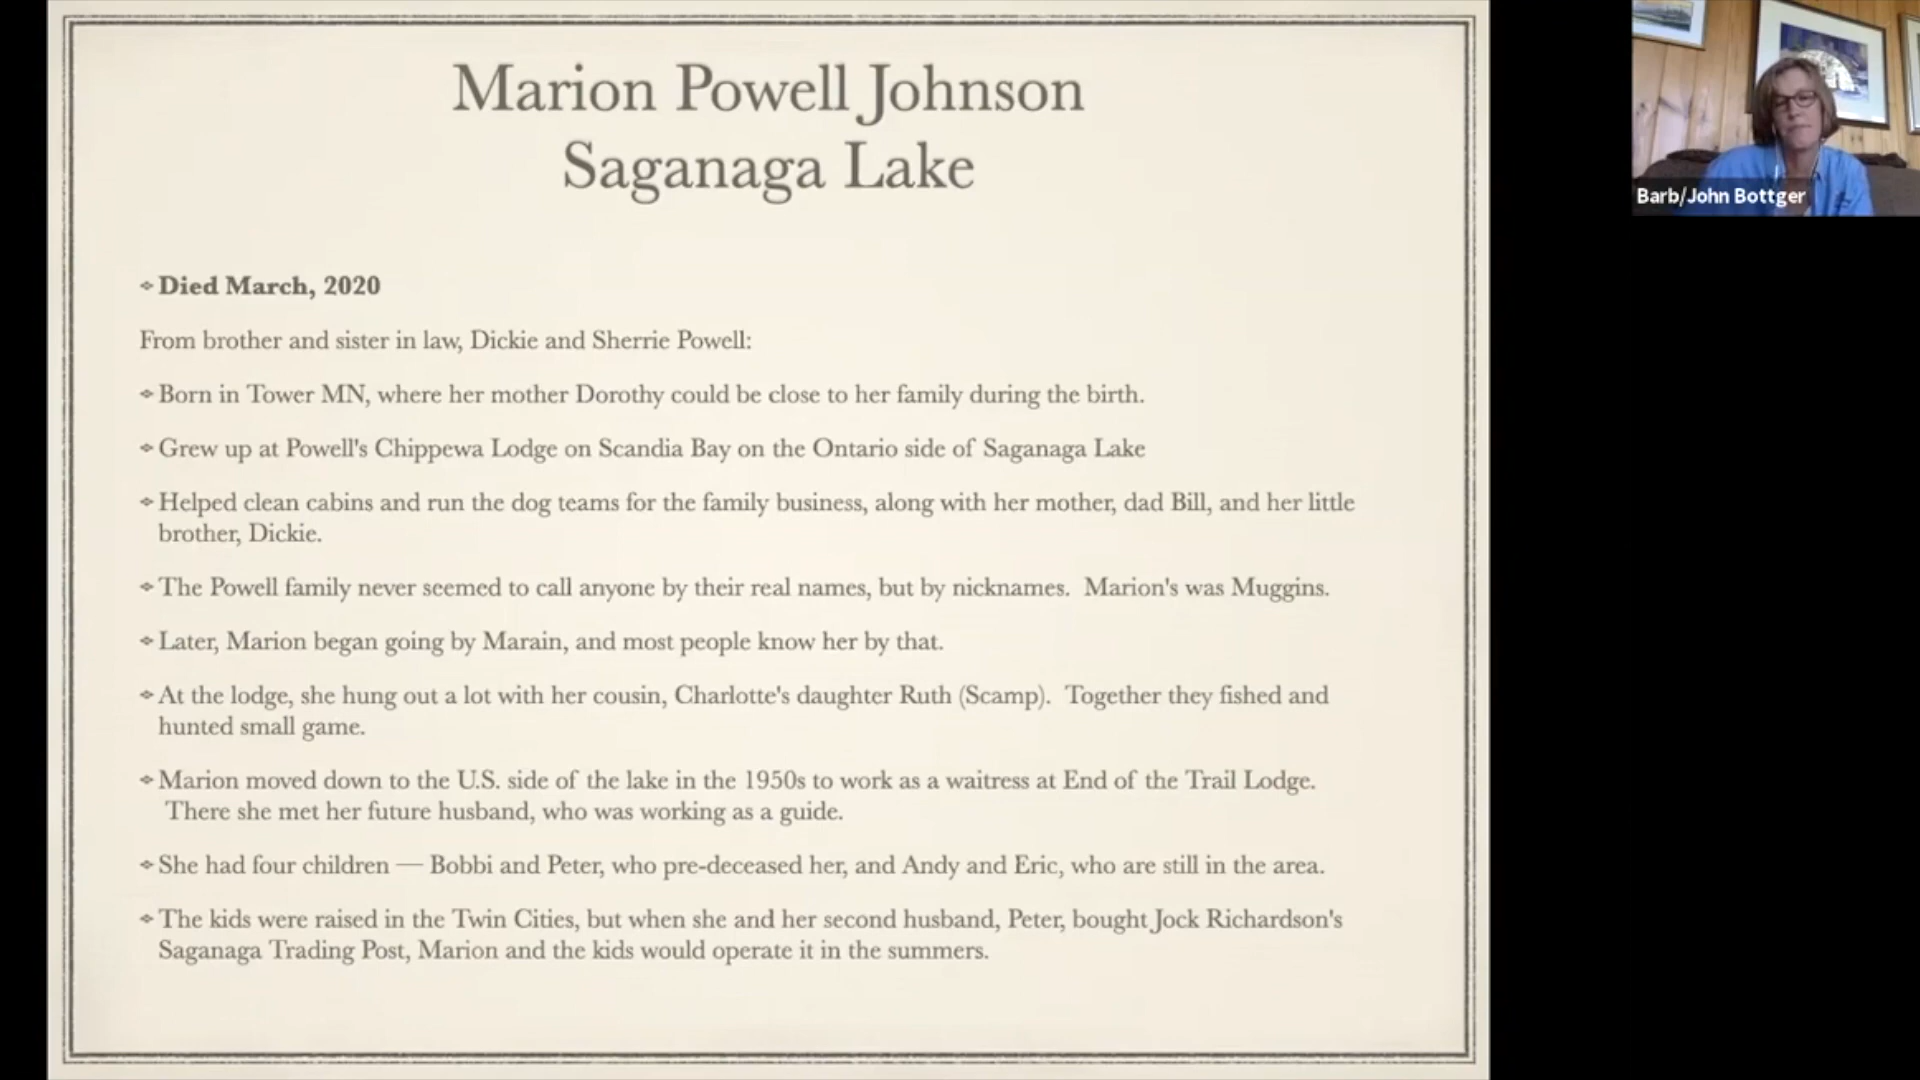 Marion Powell Johnson
Saganaga Lake
Died March, 2020
From brother and sister in law, Dickie and Sherrie Powell:
Born in Tower MN, where her mother Dorothy could be close to her family during the birth.
Grew up at Powell's Chippewa Lodge on Scandia Bay on the Ontario side of Saganaga Lake
Helped clean cabins and run the dog teams for the family business, along with her mother, dad Bill, and her little
brother, Dickie.
The Powell family never seemed to call anyone by their real names, but by nicknames. Marion's was Muggins.
Later, Marion began going by Marain, and most people know her by that.
At the lodge, she hung out a lot with her cousin, Charlotte's daughter Ruth (Scamp). Together they fished and
hunted small game.
Marion moved down to the U.S. side of the lake in the 1950s to work as a waitress at End of the Trail Lodge.
There she met her future husband, who was working as a guide.
She had four children — Bobbi and Peter, who pre-deceased her, and Andy and Eric, who are still in the area.
The kids were raised in the Twin Cities, but when she and her second husband, Peter, bought Jock Richardson's
Saganaga Trading Post, Marion and the kids would operate it in the summers.
Barb/John Bottger